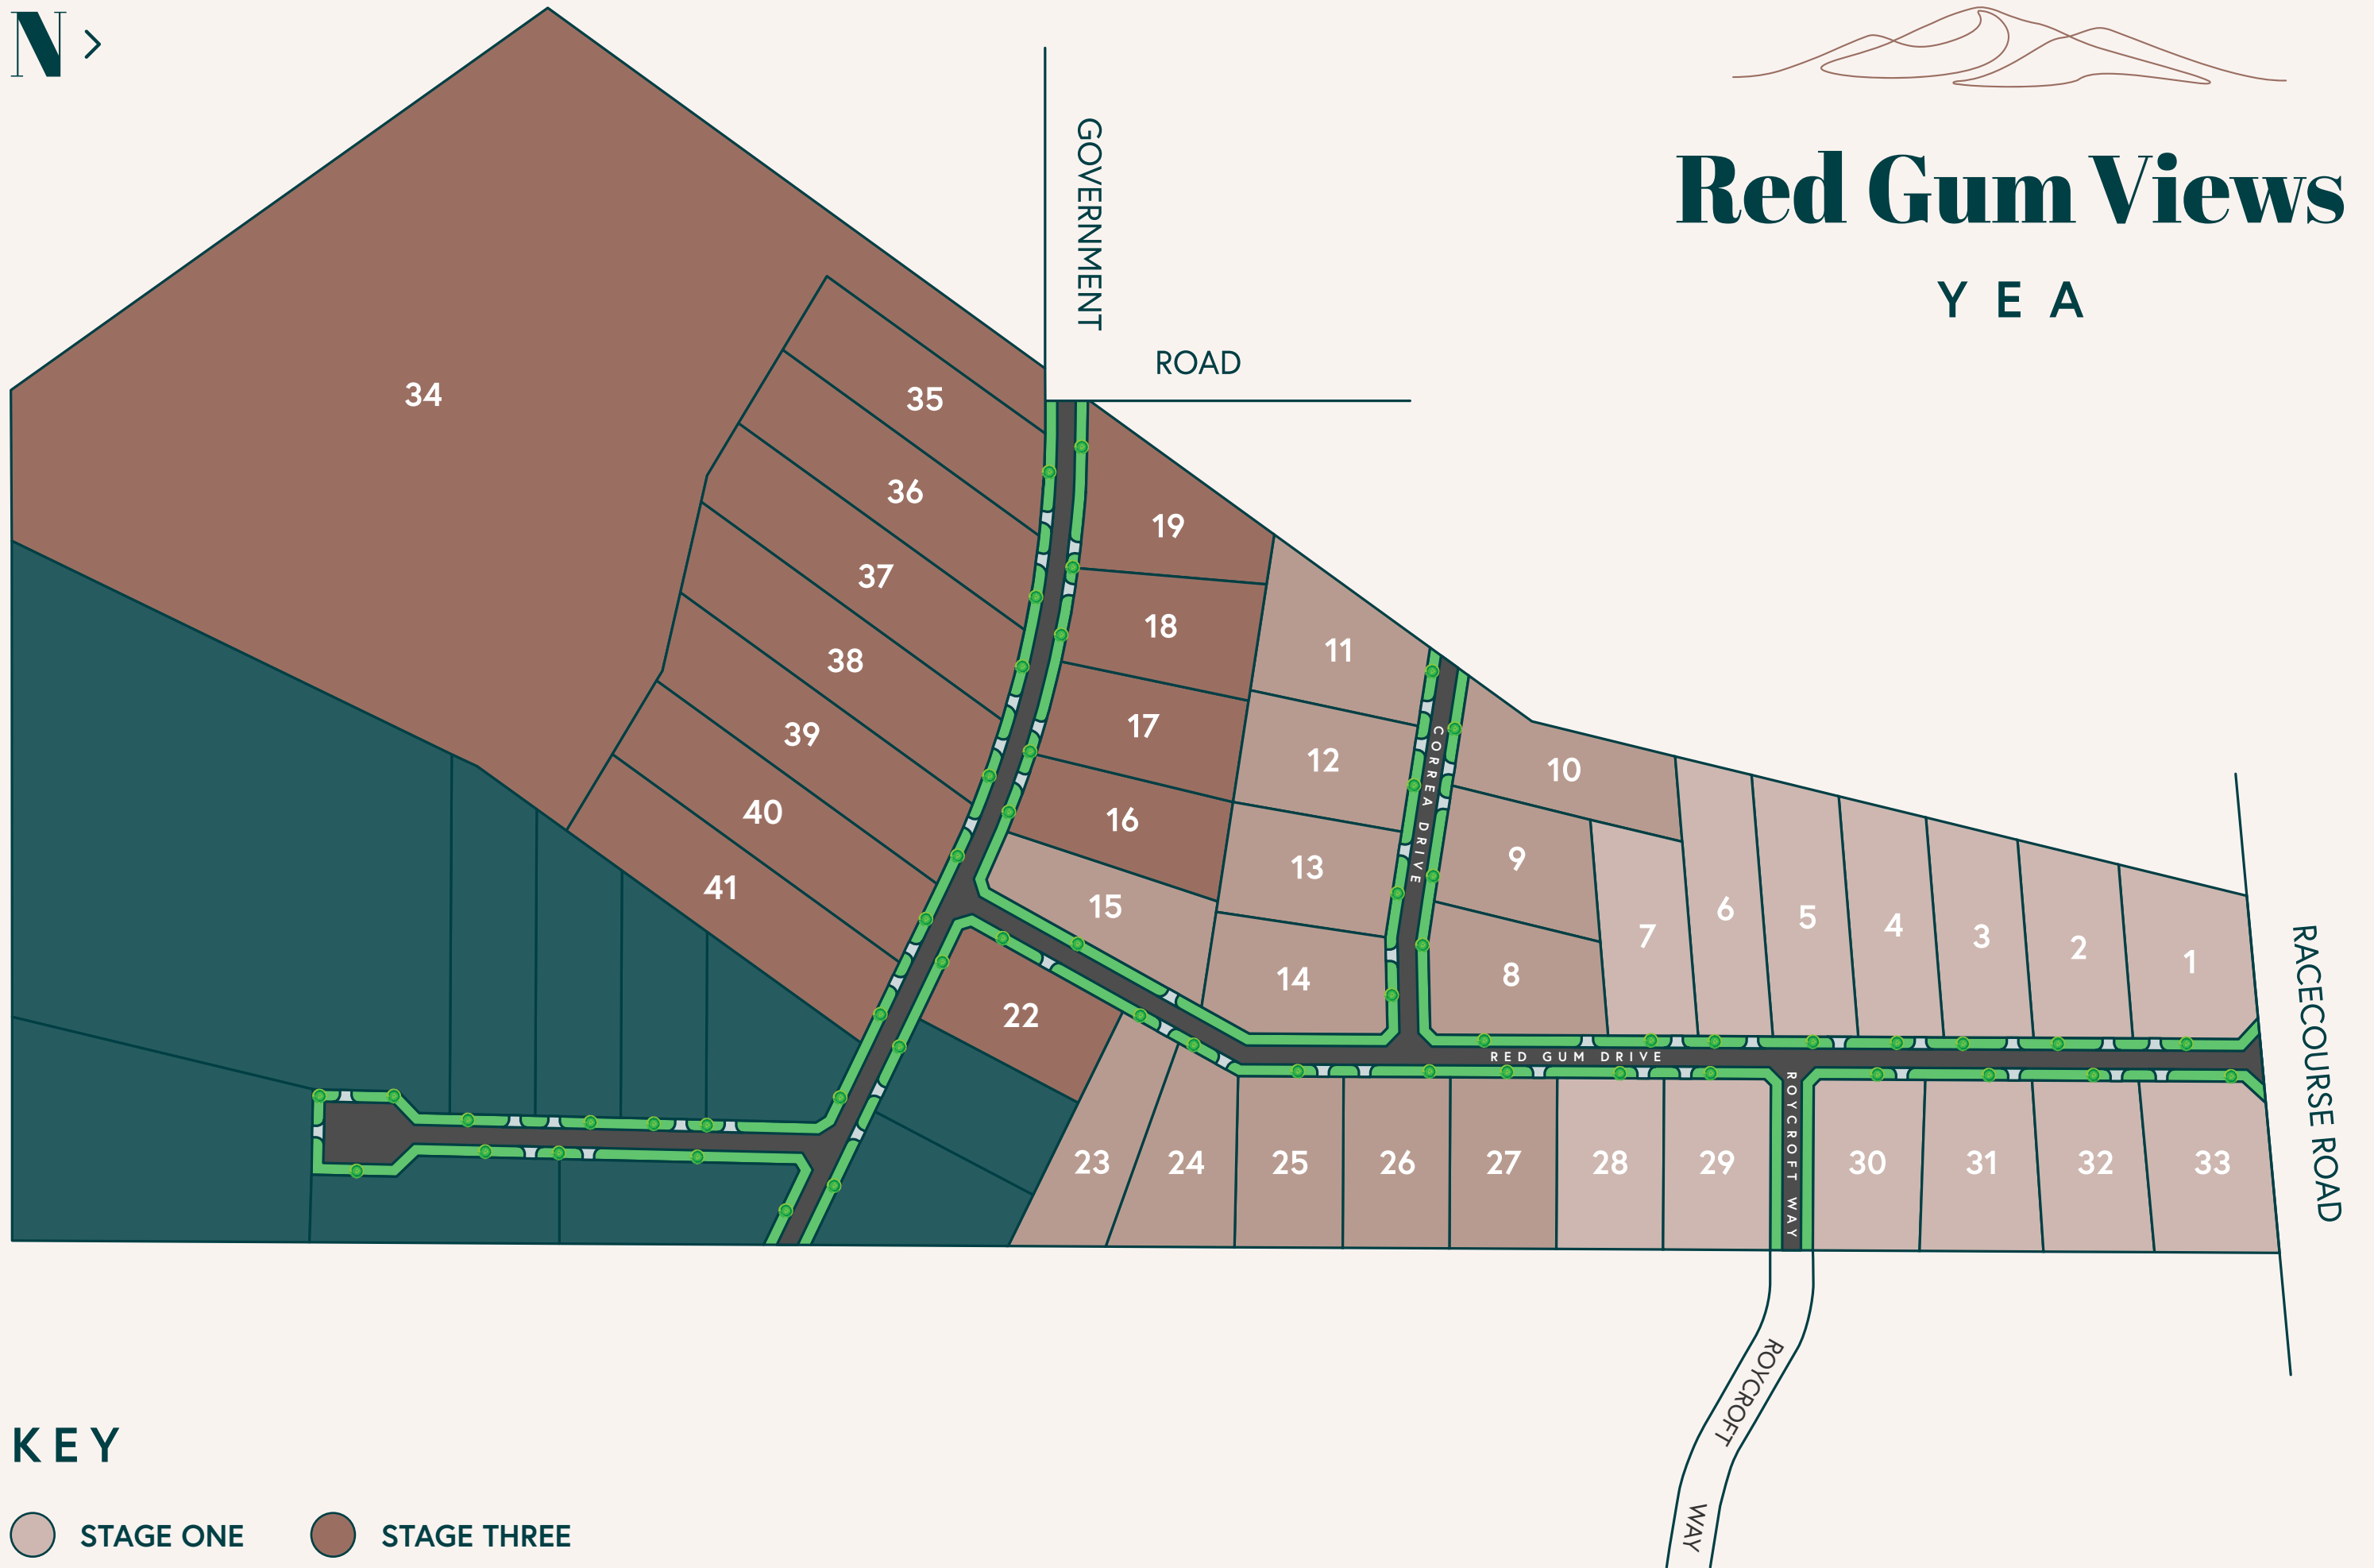 N >
Red Gum Views
YEA
GOVERNMENT
ROAD
34
35
36
37
38
39
40
41
19
18
17
16
15
22
11
12
13
14
CORREA DRIVE
10
9
8
7
6
5
4
3
2
1
RED GUM DRIVE
RACECOURSE ROAD
23
24
25
26
27
28
29
ROYCROFT WAY
30
31
32
33
ROYCROFT
WAY
KEY
STAGE ONE
STAGE THREE